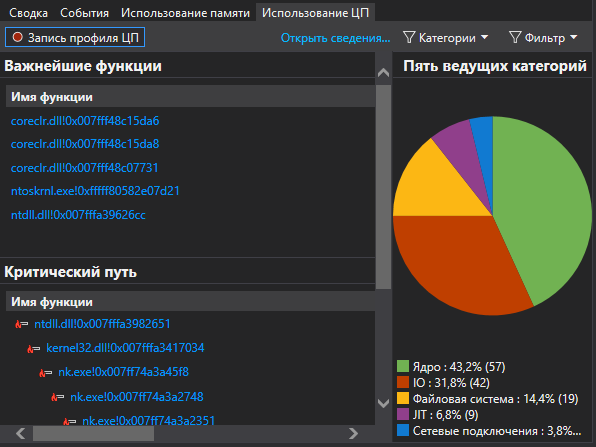 Сводка События Использование памяти Использование ЦП
Запись профиля ЦП Открыть сведения... Категории Фильтр
Важнейшие функции
Имя функции
coreclr.dll!0x007fff48c15da6
coreclr.dll!0x007fff48c15da8
coreclr.dll!0x007fff48c07731
ntoskrnl.exe!0xfffff80582e07d21
ntdll.dll!0x007fffa39626cc
Критический путь
Имя функции
ntdll.dll!0x007fffa3982651
kernel32.dll!0x007fffa3417034
nk.exe!0x007ff74a3a45f8
nk.exe!0x007ff74a3a2748
nk.exe!0x007ff74a3a2351
Пять ведущих категорий
Ядро : 43,2% (57)
IO : 31,8% (42)
Файловая система : 14,4% (19)
JIT : 6,8% (9)
Сетевые подключения : 3,8%...